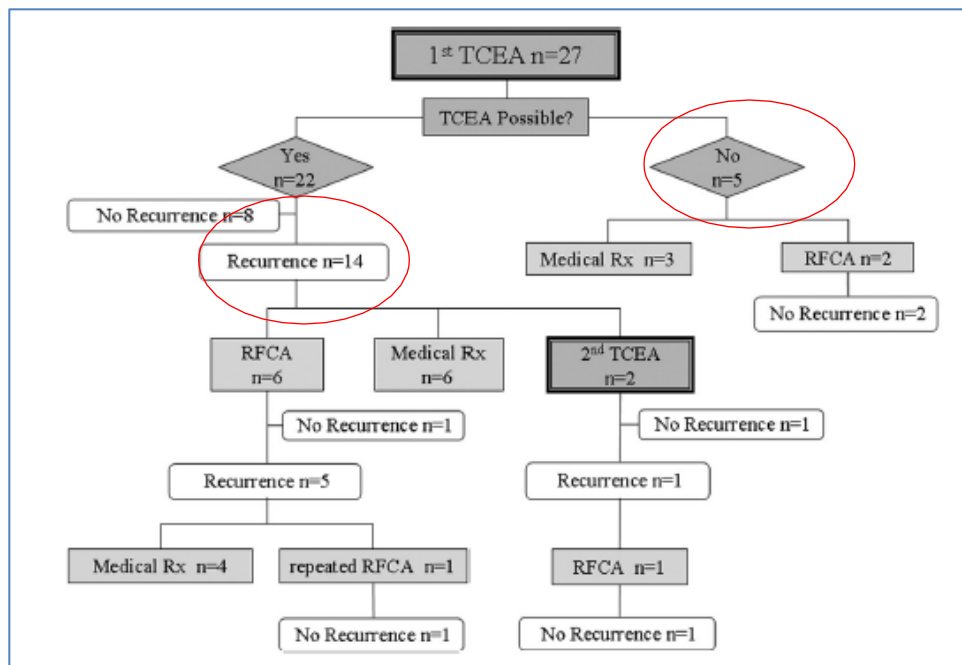 1st TCEA n=27
TCEA Possible?
Yes
n=22
No
n=5
No Recurrence n=8
Recurrence n=14
Medical Rx n=3
RFCA n=2
No Recurrence n=2
RFCA
n=6
Medical Rx
n=6
2nd TCEA
n=2
No Recurrence n=1
No Recurrence n=1
Recurrence n=5
Recurrence n=1
Medical Rx n=4
repeated RFCA n=1
RFCA n=1
No Recurrence n=1
No Recurrence n=1